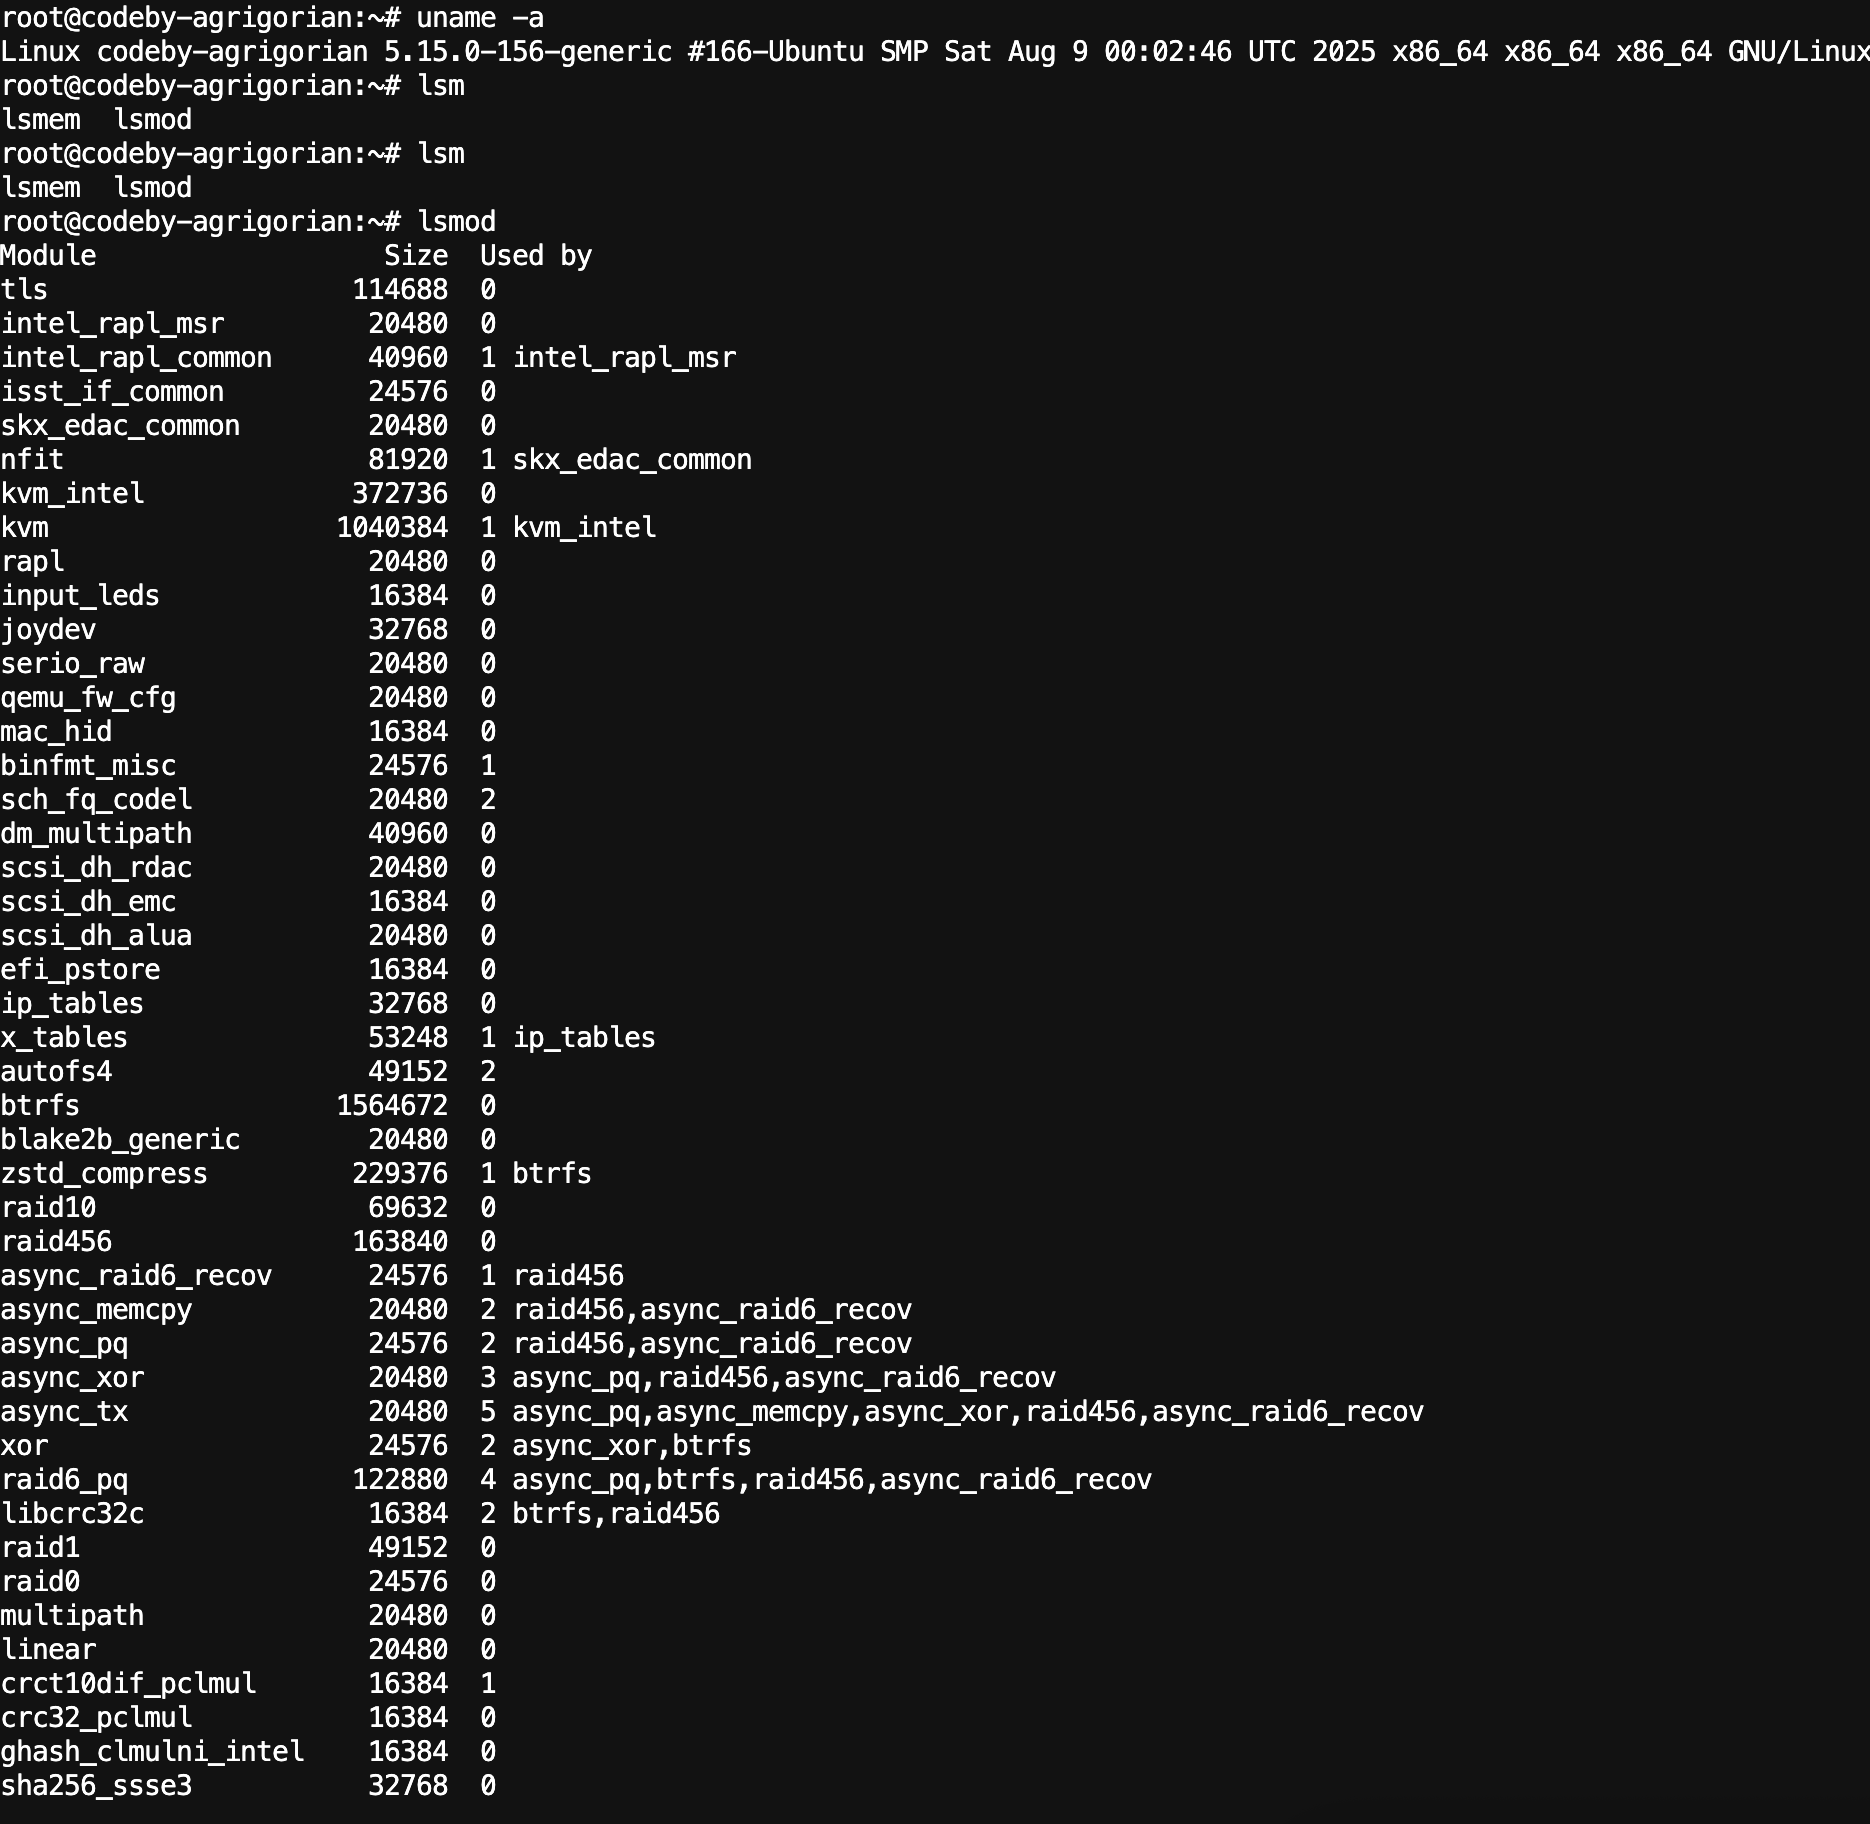 root@codeby-agrigorian:~# uname -a
Linux codeby-agrigorian 5.15.0-156-generic #166-Ubuntu SMP Sat Aug 9 00:02:46 UTC 2025 x86_64 x86_64 x86_64 GNU/Linux
root@codeby-agrigorian:~# lsm
lsmem  lsmod
root@codeby-agrigorian:~# lsm
lsmem  lsmod
root@codeby-agrigorian:~# lsmod
Module                  Size  Used by
tls                   114688  0
intel_rapl_msr         20480  0
intel_rapl_common      40960  1 intel_rapl_msr
isst_if_common         24576  0
skx_edac_common        20480  0
nfit                   81920  1 skx_edac_common
kvm_intel             372736  0
kvm                  1040384  1 kvm_intel
rapl                   20480  0
input_leds             16384  0
joydev                 32768  0
serio_raw              20480  0
qemu_fw_cfg            20480  0
mac_hid                16384  0
binfmt_misc            24576  1
sch_fq_codel           20480  2
dm_multipath           40960  0
scsi_dh_rdac           20480  0
scsi_dh_emc            16384  0
scsi_dh_alua           20480  0
efi_pstore             16384  0
ip_tables              32768  0
x_tables               53248  1 ip_tables
autofs4                49152  2
btrfs                1564672  0
blake2b_generic        20480  0
zstd_compress         229376  1 btrfs
raid10                 69632  0
raid456               163840  0
async_raid6_recov      24576  1 raid456
async_memcpy           20480  2 raid456,async_raid6_recov
async_pq               24576  2 raid456,async_raid6_recov
async_xor              20480  3 async_pq,raid456,async_raid6_recov
async_tx               20480  5 async_pq,async_memcpy,async_xor,raid456,async_raid6_recov
xor                    24576  2 async_xor,btrfs
raid6_pq              122880  4 async_pq,btrfs,raid456,async_raid6_recov
libcrc32c              16384  2 btrfs,raid456
raid1                  49152  0
raid0                  24576  0
multipath              20480  0
linear                 20480  0
crct10dif_pclmul       16384  1
crc32_pclmul           16384  0
ghash_clmulni_intel    16384  0
sha256_ssse3           32768  0